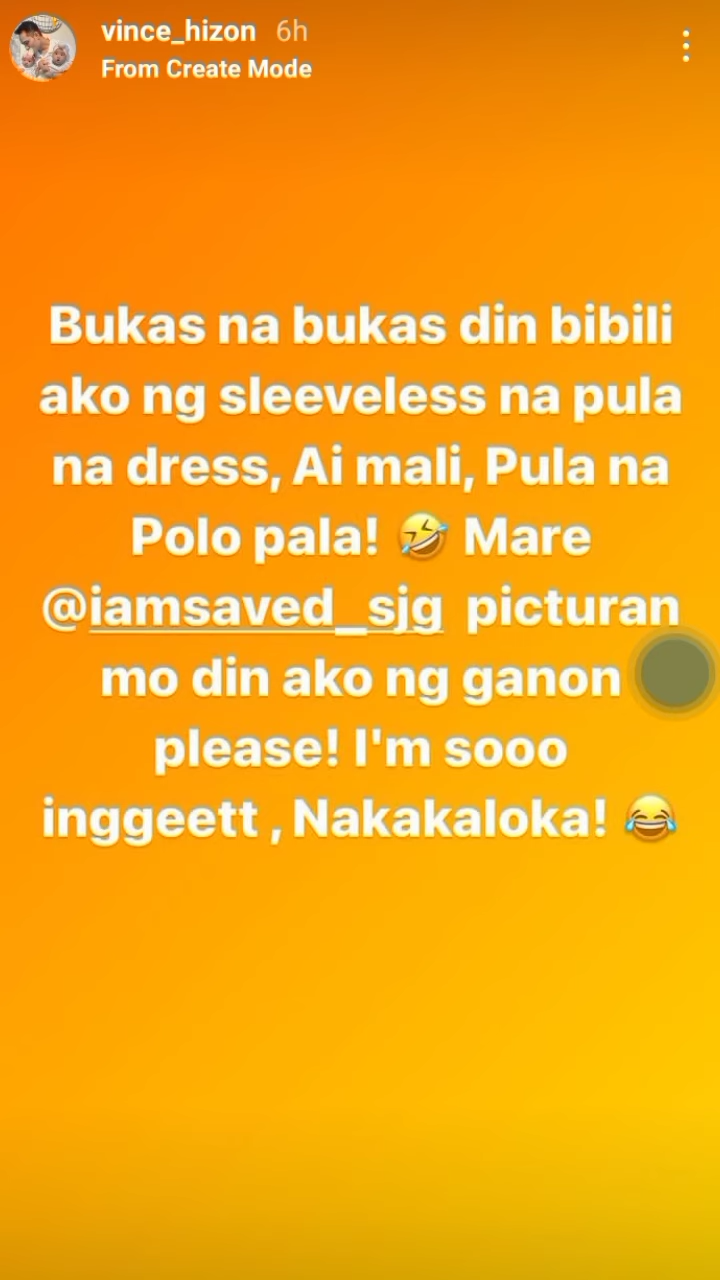 vince_hizon 6h
From Create Mode
Bukas na bukas din bibili
ako ng sleeveless na pula
na dress, Ai mali, Pula na
Polo pala! 🤣 Mare
@iamsaved_sjg picturan
mo din ako ng ganon
please! I'm sooo
inggeett , Nakakaloka! 😂